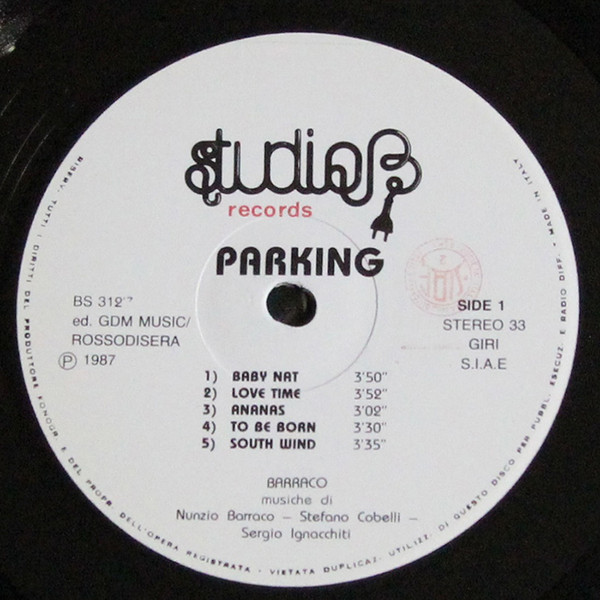 studio B
records
PARKING
BS 312
ed. GDM MUSIC/
ROSSODISERA
Ⓟ 1987
SIDE 1
STEREO 33
GIRI
S.I.A.E
1) BABY NAT 3'50"
2) LOVE TIME 3'52"
3) ANANAS 3'02"
4) TO BE BORN 3'30"
5) SOUTH WIND 3'35"
BARRACO
musiche di
Nunzio Barraco – Stefano Cobelli –
Sergio Ignacchiti
RISERV. TUTTI I DIRITTI DEL PRODUTTORE FONOGR. E DEL PROPR. DELL'OPERA REGISTRATA • VIETATA DUPLICAZ. UTILIZZ. DI QUESTO DISCO PER PUBBL. ESECUZ. E RADIO DIFF. • MADE IN ITALY